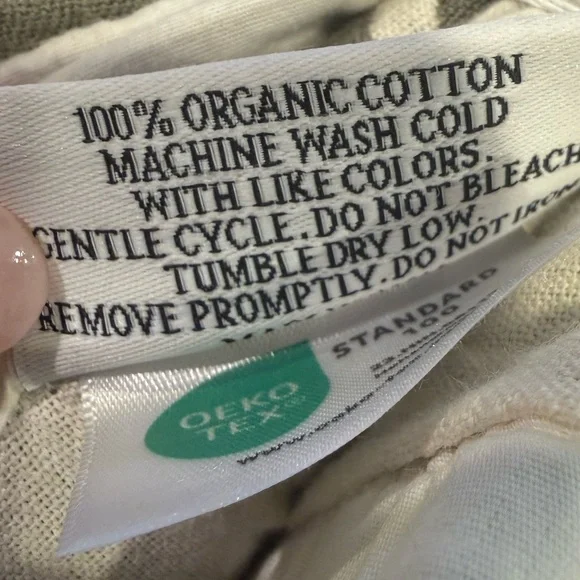 100% ORGANIC COTTON
MACHINE WASH COLD
WITH LIKE COLORS.
GENTLE CYCLE. DO NOT BLEACH
TUMBLE DRY LOW.
REMOVE PROMPTLY. DO NOT IRON
STANDARD
100
OEKO
TEX®